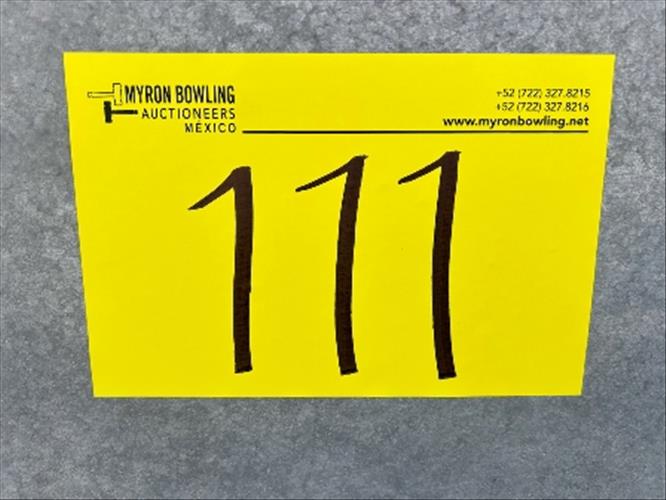 MYRON BOWLING
AUCTIONEERS
MÉXICO
+52 (722) 327.8215
+52 (722) 327.8216
www.myronbowling.net
111